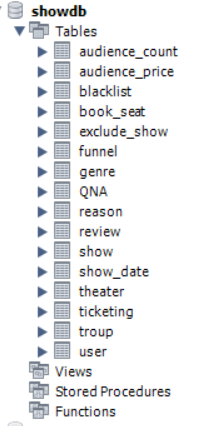 showdb
Tables
audience_count
audience_price
blacklist
book_seat
exclude_show
funnel
genre
QNA
reason
review
show
show_date
theater
ticketing
troup
user
Views
Stored Procedures
Functions